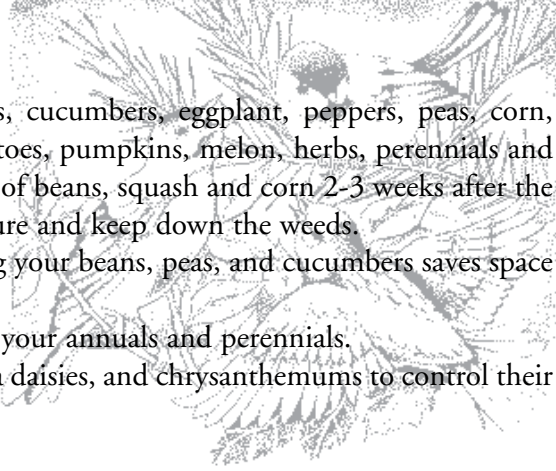 s, cucumbers, eggplant, peppers, peas, corn,
toes, pumpkins, melon, herbs, perennials and
of beans, squash and corn 2-3 weeks after the
ure and keep down the weeds.
g your beans, peas, and cucumbers saves space
your annuals and perennials.
daisies, and chrysanthemums to control their